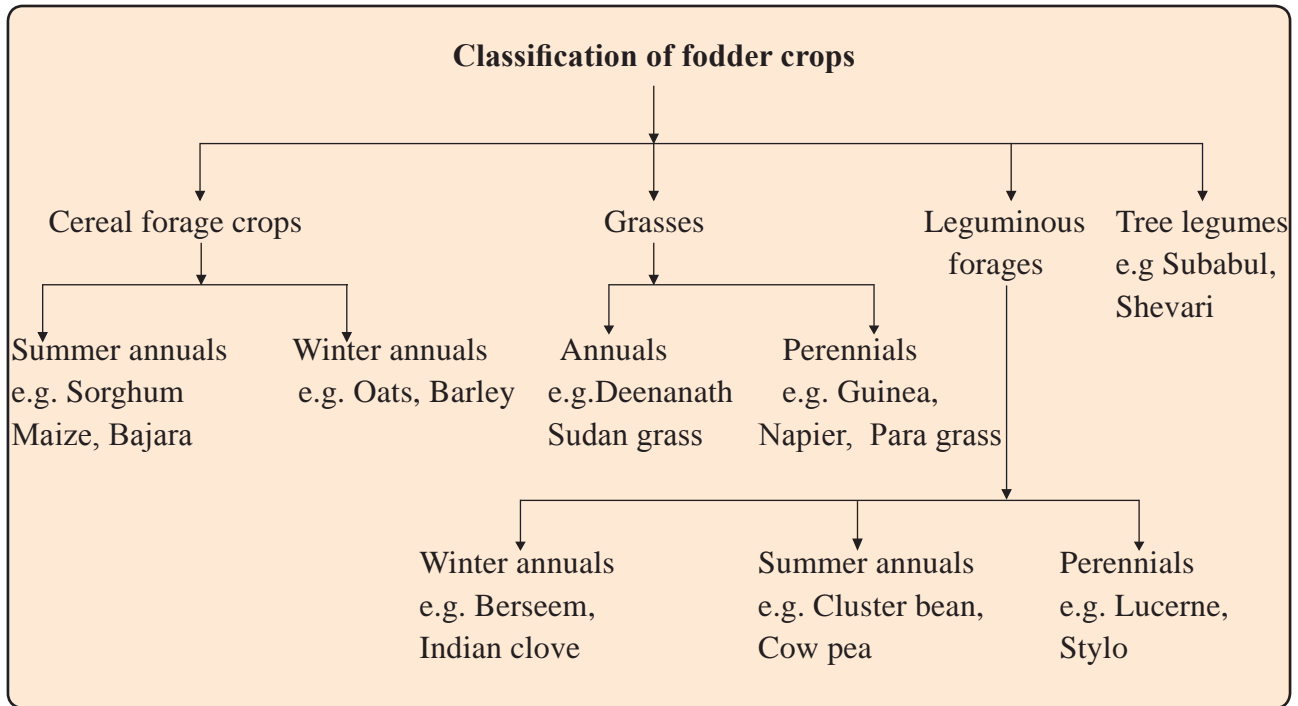 Classification of fodder crops
Cereal forage crops
Grasses
Leguminous
forages
Tree legumes
e.g Subabul,
Shevari
Summer annuals
e.g. Sorghum
Maize, Bajara
Winter annuals
e.g. Oats, Barley
Annuals
e.g.Deenanath
Sudan grass
Perennials
e.g. Guinea,
Napier, Para grass
Winter annuals
e.g. Berseem,
Indian clove
Summer annuals
e.g. Cluster bean,
Cow pea
Perennials
e.g. Lucerne,
Stylo